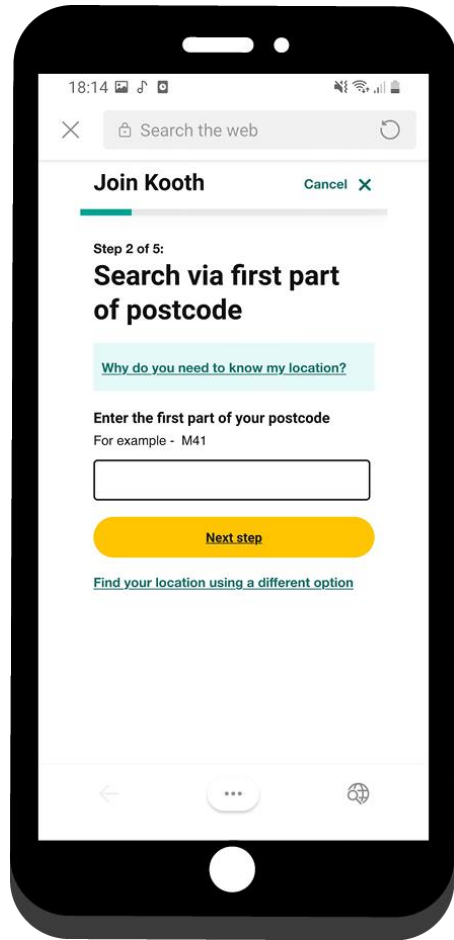 18:14
Search the web
Join Kooth
Cancel X
Step 2 of 5:
Search via first part
of postcode
Why do you need to know my location?
Enter the first part of your postcode
For example - M41
Next step
Find your location using a different option